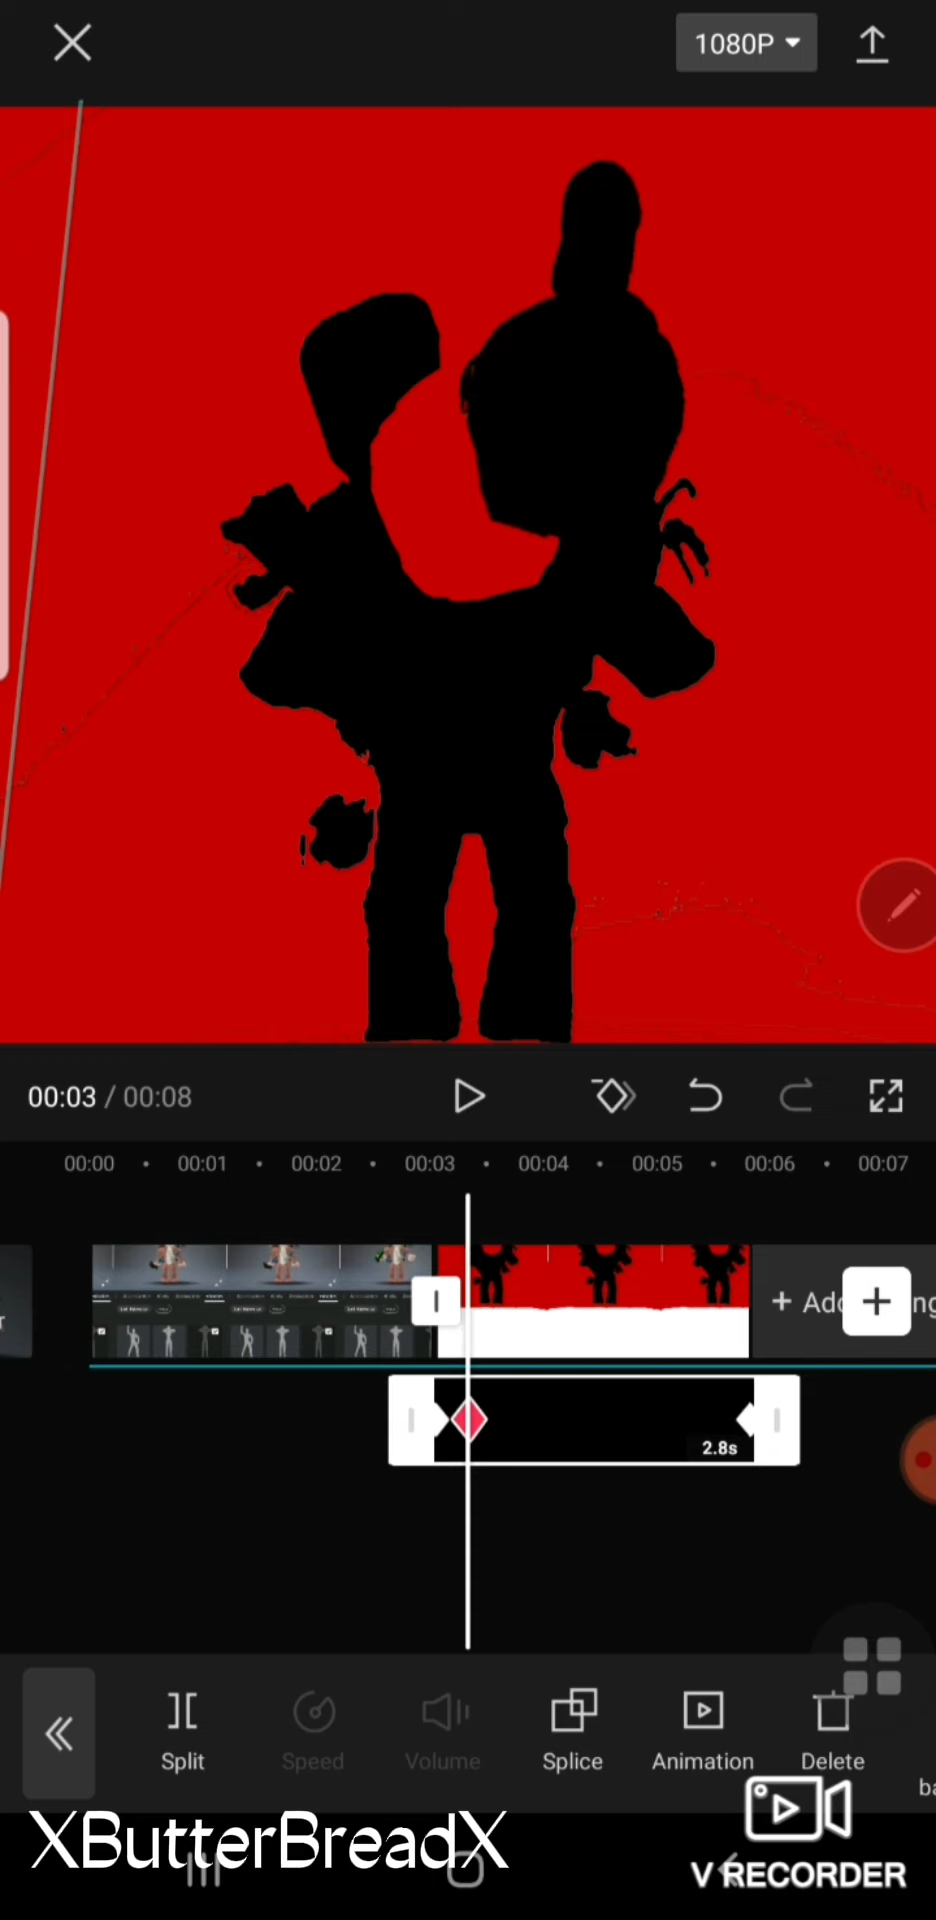 1080P
00:03 / 00:08
00:00 00:01 00:02 00:03 00:04 00:05 00:06 00:07
+ Add
2.8s
Split Speed Volume Splice Animation Delete
XButterBreadX
V RECORDER